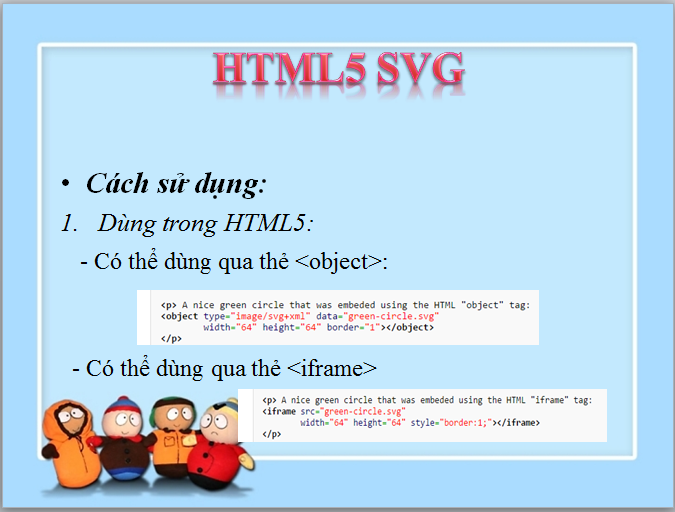 HTML5 SVG
• Cách sử dụng:
1. Dùng trong HTML5:
- Có thể dùng qua thẻ <object>:
<p> A nice green circle that was embeded using the HTML "object" tag:
<object type="image/svg+xml" data="green-circle.svg"
width="64" height="64" border="1"></object>
</p>
- Có thể dùng qua thẻ <iframe>
<p> A nice green circle that was embeded using the HTML "iframe" tag:
<iframe src="green-circle.svg"
width="64" height="64" style="border:1;"></iframe>
</p>